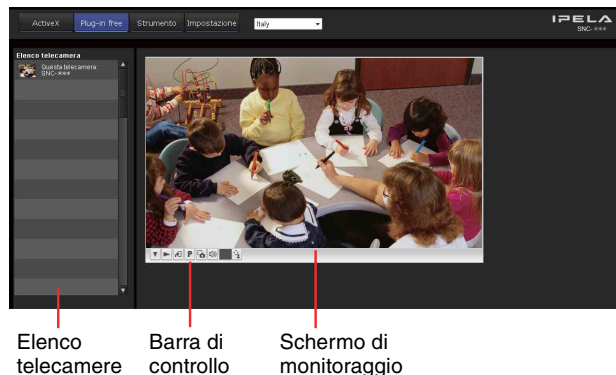 ActiveX Plug-in free Strumento Impostazione Italy
IPELA
SNC-***
Elenco telecamera
Questa telecamera:
SNC-***
P
Elenco telecamere
Barra di controllo
Schermo di monitoraggio